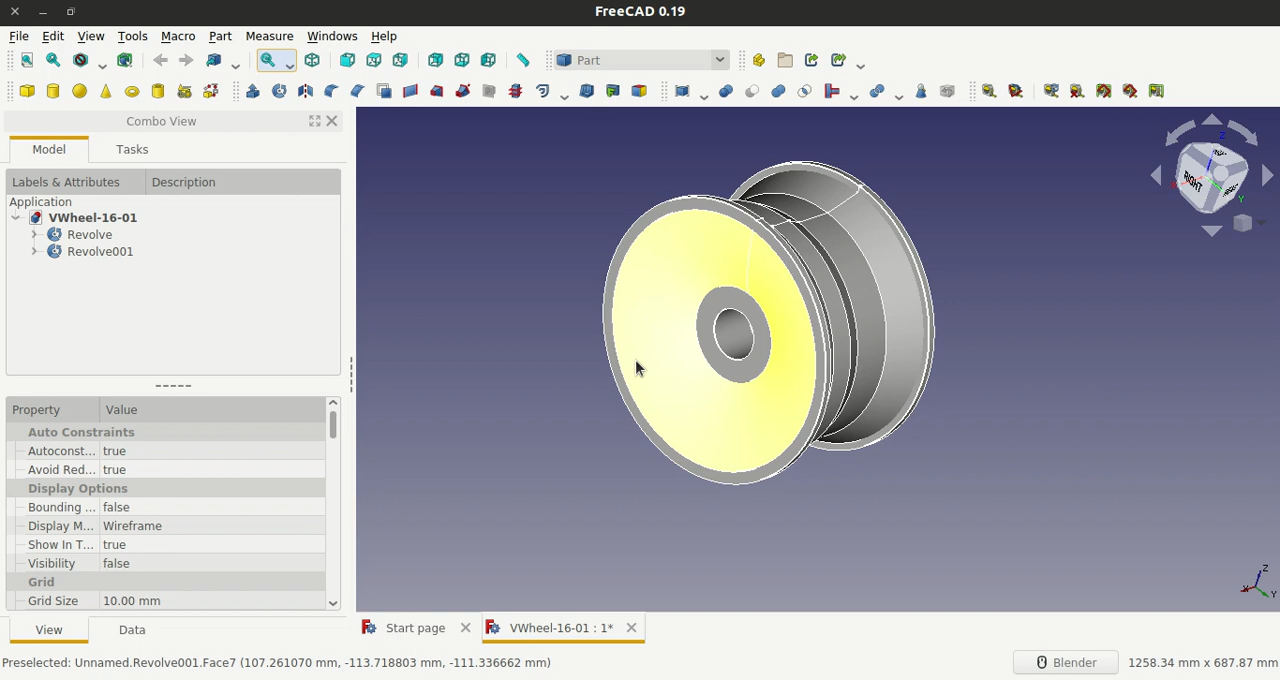 FreeCAD 0.19
File Edit View Tools Macro Part Measure Windows Help
Part
Combo View
Model Tasks
Labels & Attributes Description
Application
VWheel-16-01
Revolve
Revolve001
Property Value
Auto Constraints
Autoconst... true
Avoid Red... true
Display Options
Bounding ... false
Display M... Wireframe
Show In T... true
Visibility false
Grid
Grid Size 10.00 mm
View Data
Z
RIGHT
X
Y
Z
X
Y
Start page VWheel-16-01 : 1*
Preselected: Unnamed.Revolve001.Face7 (107.261070 mm, -113.718803 mm, -111.336662 mm) Blender 1258.34 mm x 687.87 mm